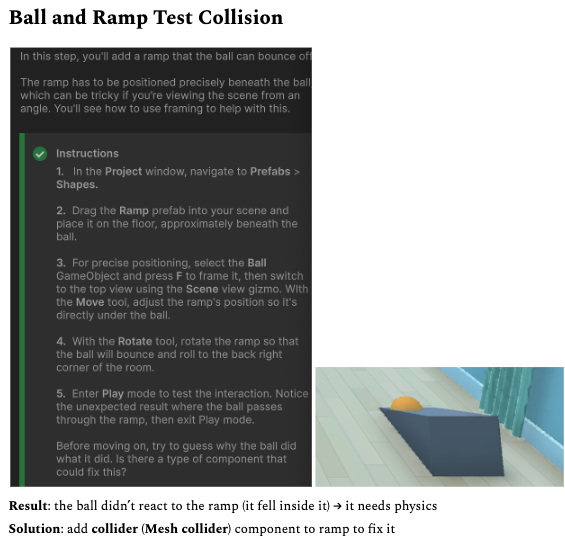 Ball and Ramp Test Collision
In this step, you'll add a ramp that the ball can bounce off
The ramp has to be positioned precisely beneath the ball
which can be tricky if you're viewing the scene from an
angle. You'll see how to use framing to help with this.
Instructions
1. In the Project window, navigate to Prefabs >
Shapes.
2. Drag the Ramp prefab into your scene and
place it on the floor, approximately beneath the
ball.
3. For precise positioning, select the Ball
GameObject and press F to frame it, then switch
to the top view using the Scene view gizmo. With
the Move tool, adjust the ramp's position so it's
directly under the ball.
4. With the Rotate tool, rotate the ramp so that
the ball will bounce and roll to the back right
corner of the room.
5. Enter Play mode to test the interaction. Notice
the unexpected result where the ball passes
through the ramp, then exit Play mode.
Before moving on, try to guess why the ball did
what it did. Is there a type of component that
could fix this?
Result: the ball didn't react to the ramp (it fell inside it) → it needs physics
Solution: add collider (Mesh collider) component to ramp to fix it